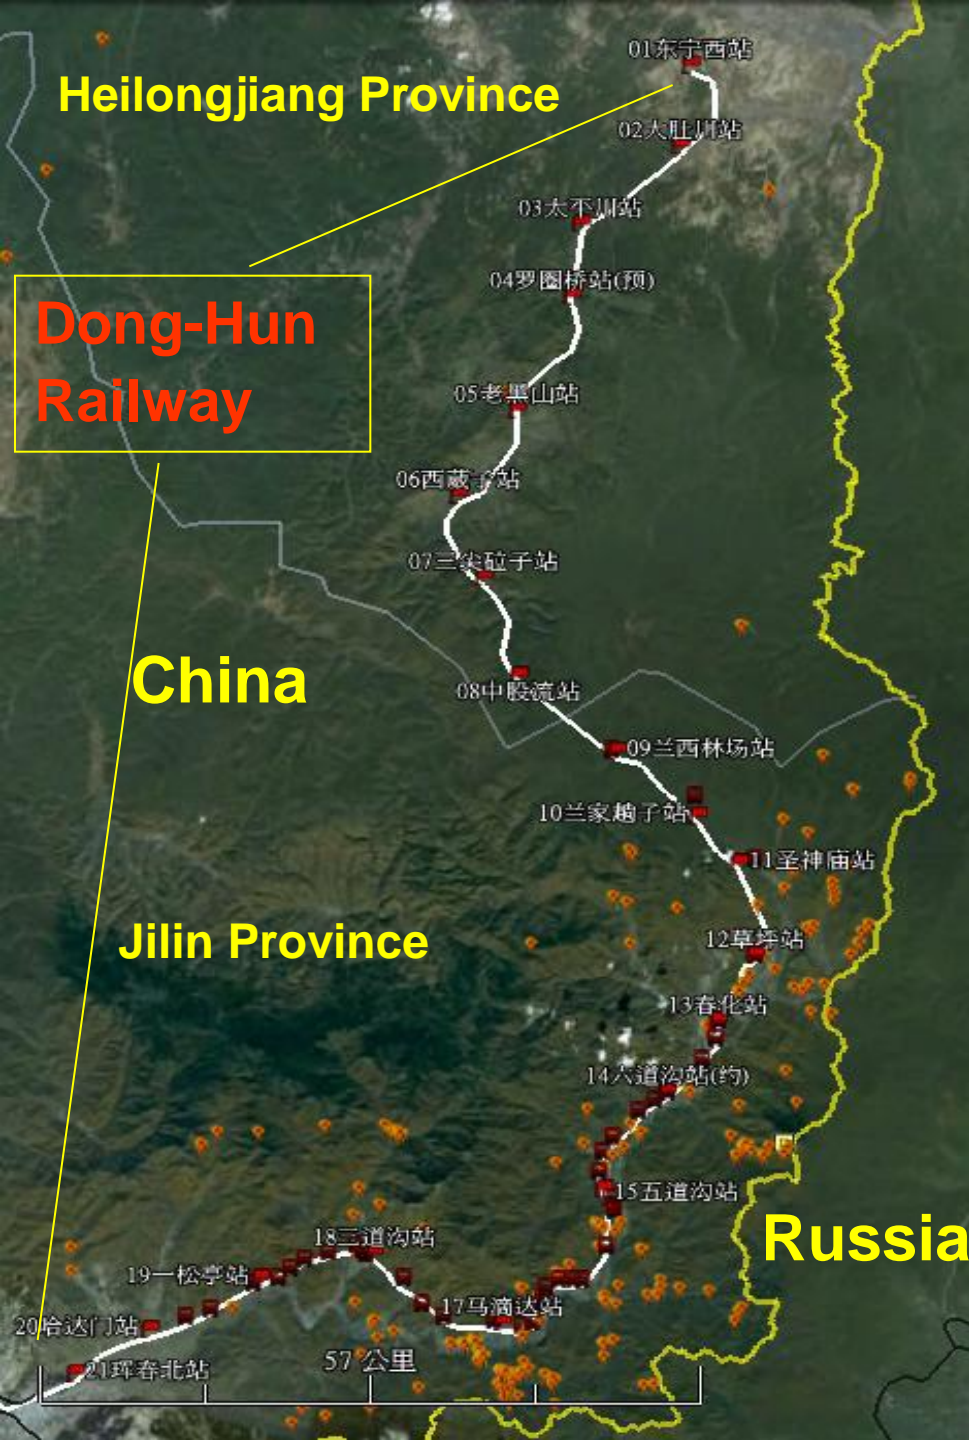 01东宁西站
Heilongjiang Province
02大肚川站
03太平川站
04罗圈桥站(预)
Dong-Hun
Railway
05老黑山站
06西葳子站
07三尖砬子站
China
08中股流站
09兰西林场站
10兰家趟子站
11圣神庙站
Jilin Province
12草坪站
13春化站
14六道沟站(约)
15五道沟站
Russia
18三道沟站
19一松亭站
17马滴达站
20哈达门站
57 公里
21珲春北站